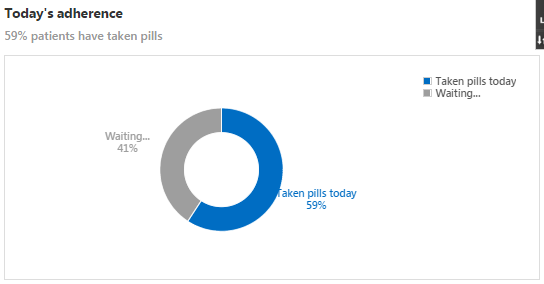 Today's adherence
59% patients have taken pills
Taken pills today
Waiting...
Waiting...
41%
Taken pills today
59%